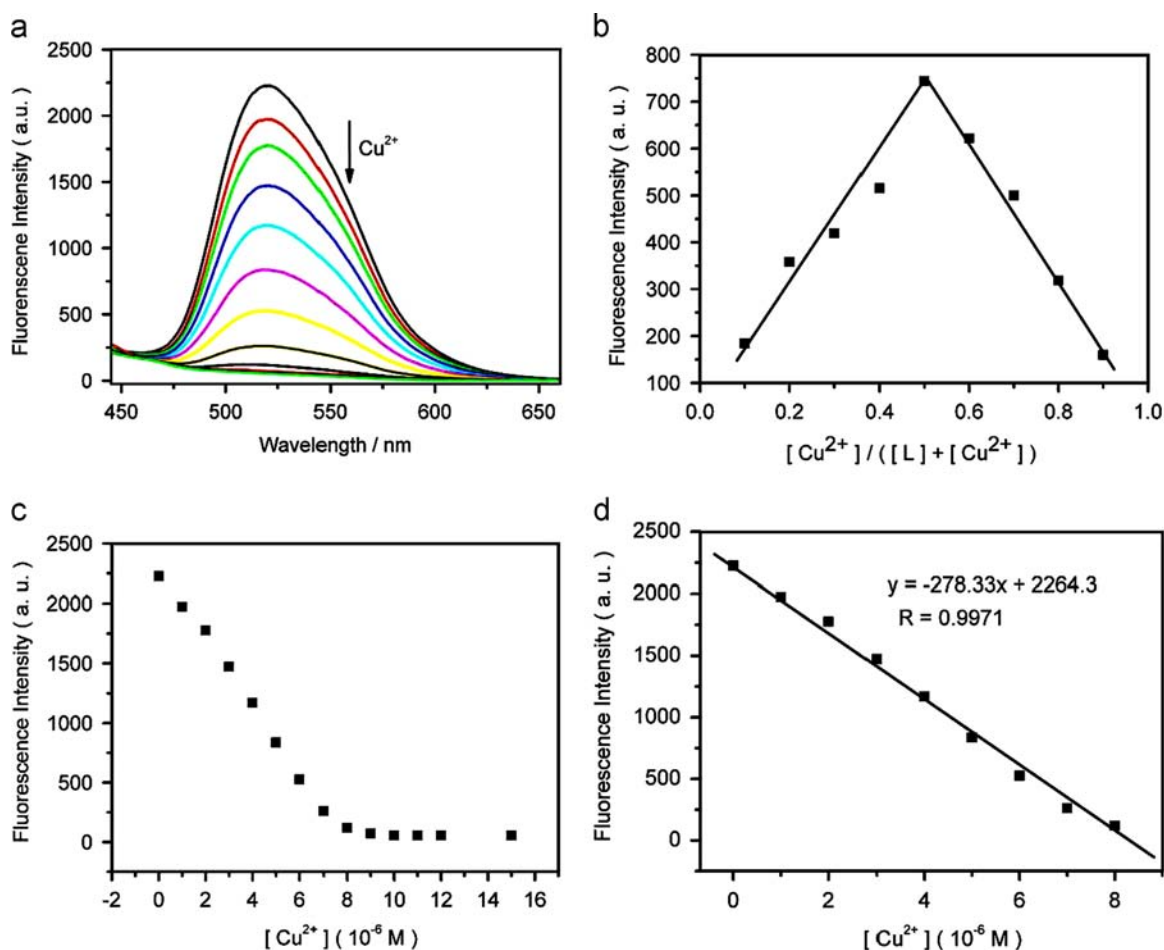 a
2500
2000
1500
1000
500
0
Fluorenscene Intensity ( a.u. )
Cu²⁺
450 500 550 600 650
Wavelength / nm
b
800
700
600
500
400
300
200
100
Fluorescence Intensity ( a. u. )
0.0 0.2 0.4 0.6 0.8 1.0
[ Cu²⁺ ] / ( [ L ] + [ Cu²⁺ ] )
c
2500
2000
1500
1000
500
0
Fluorescence Intensity ( a. u. )
-2 0 2 4 6 8 10 12 14 16
[ Cu²⁺ ] ( 10⁻⁶ M )
d
2500
2000
1500
1000
500
0
Fluorescence Intensity ( a. u. )
y = -278.33x + 2264.3
R = 0.9971
0 2 4 6 8
[ Cu²⁺ ] ( 10⁻⁶ M )